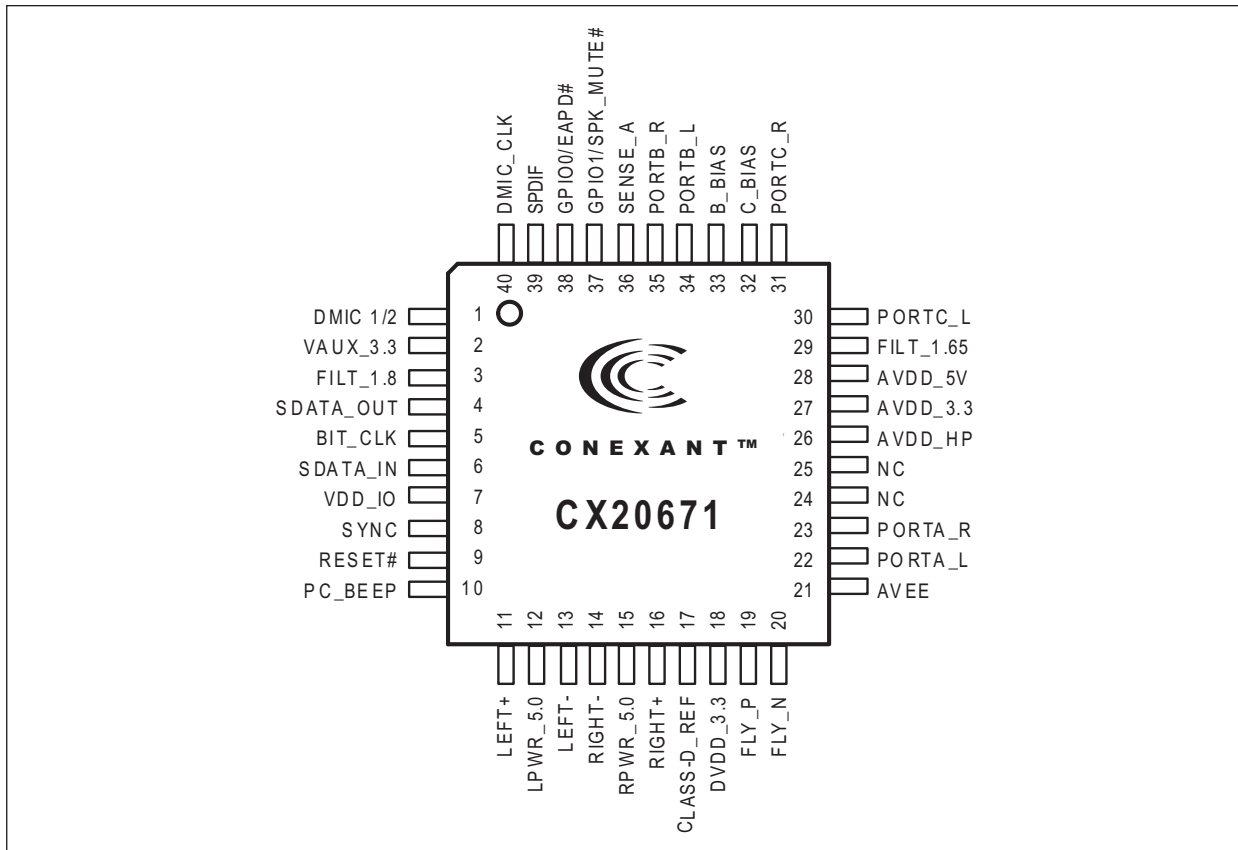 DMIC_CLK
SPDIF
GPIO0/EAPD#
GPIO1/SPK_MUTE#
SENSE_A
PORTB_R
PORTB_L
B_BIAS
C_BIAS
PORTC_R
40 39 38 37 36 35 34 33 32 31
DMIC 1/2 1
VAUX_3.3 2
FILT_1.8 3
SDATA_OUT 4
BIT_CLK 5
SDATA_IN 6
VDD_IO 7
SYNC 8
RESET# 9
PC_BEEP 10
CONEXANT™
CX20671
30 PORTC_L
29 FILT_1.65
28 AVDD_5V
27 AVDD_3.3
26 AVDD_HP
25 NC
24 NC
23 PORTA_R
22 PORTA_L
21 AVEE
11 12 13 14 15 16 17 18 19 20
LEFT+
LPWR_5.0
LEFT-
RIGHT-
RPWR_5.0
RIGHT+
CLASS-D_REF
DVDD_3.3
FLY_P
FLY_N